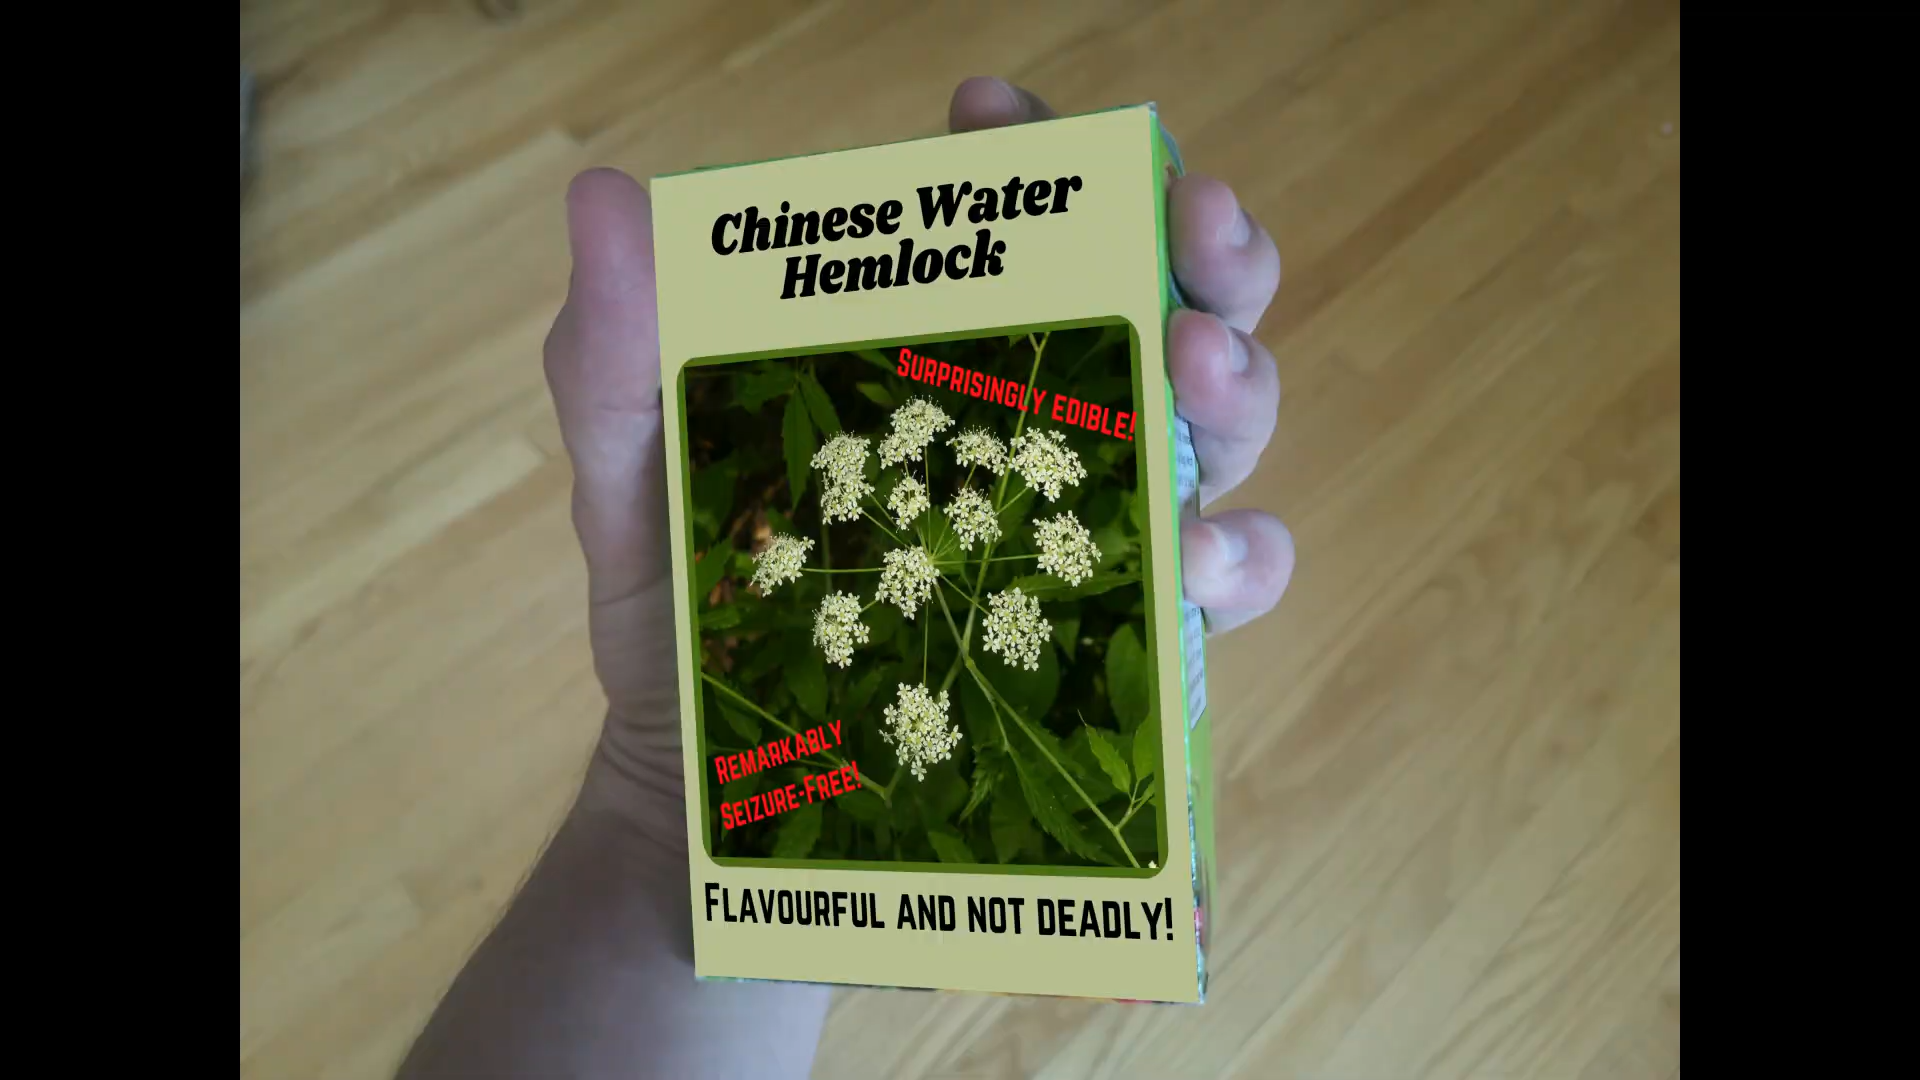 Chinese Water
Hemlock
Surprisingly edible!
Remarkably
Seizure-Free!
Flavourful and not deadly!